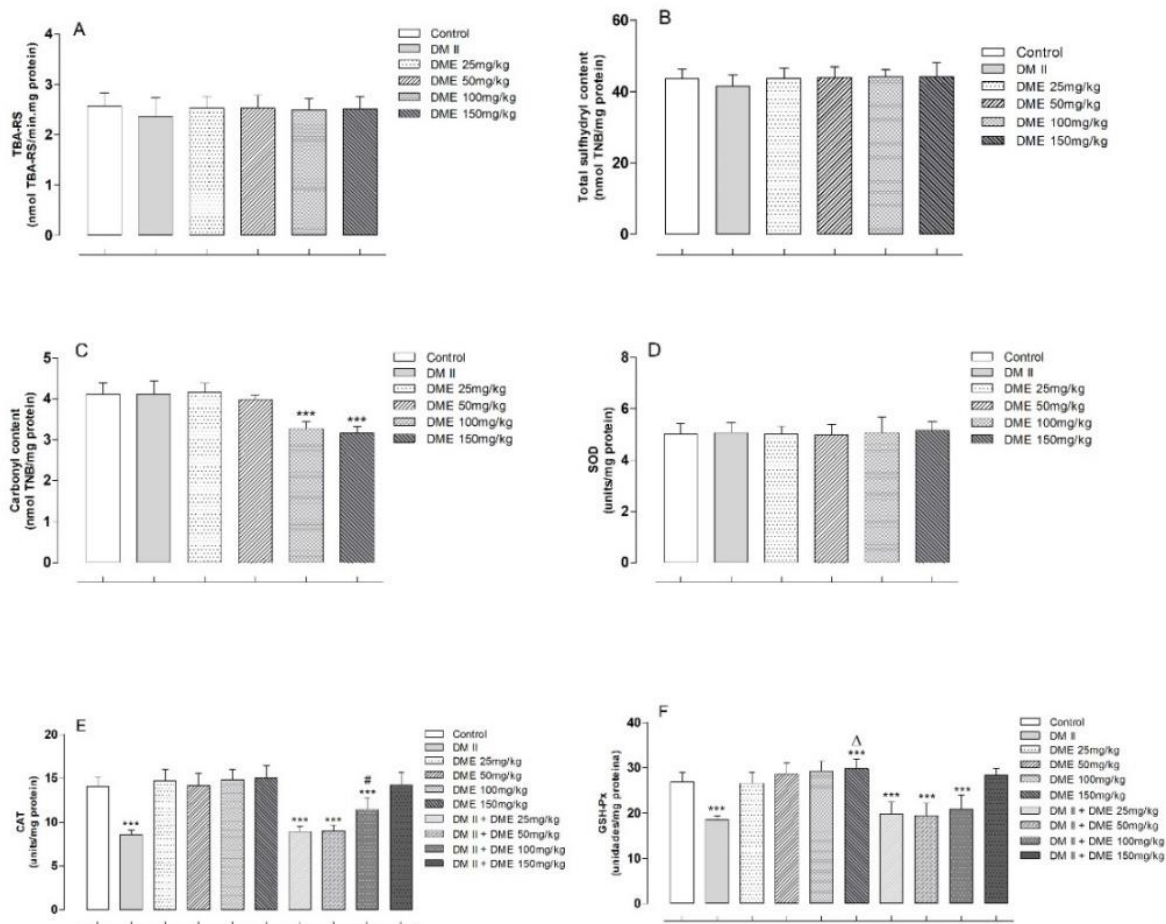 A
TBA-RS
(nmol TBA-RS/min.mg protein)
4
3
2
1
0
Control
DM II
DME 25mg/kg
DME 50mg/kg
DME 100mg/kg
DME 150mg/kg
B
Total sulfhydryl content
(nmol TNB/mg protein)
60
40
20
0
Control
DM II
DME 25mg/kg
DME 50mg/kg
DME 100mg/kg
DME 150mg/kg
C
Carbonyl content
(nmol TNB/mg protein)
5
4
3
2
1
0
***
***
Control
DM II
DME 25mg/kg
DME 50mg/kg
DME 100mg/kg
DME 150mg/kg
D
SOD
(units/mg protein)
8
6
4
2
0
Control
DM II
DME 25mg/kg
DME 50mg/kg
DME 100mg/kg
DME 150mg/kg
E
CAT
(units/mg protein)
20
15
10
5
0
***
***
***
#
***
Control
DM II
DME 25mg/kg
DME 50mg/kg
DME 100mg/kg
DME 150mg/kg
DM II + DME 25mg/kg
DM II + DME 50mg/kg
DM II + DME 100mg/kg
DM II + DME 150mg/kg
F
GSH-Px
(unidades/mg proteina)
40
30
20
10
0
***
Δ
***
***
***
***
Control
DM II
DME 25mg/kg
DME 50mg/kg
DME 100mg/kg
DME 150mg/kg
DM II + DME 25mg/kg
DM II + DME 50mg/kg
DM II + DME 100mg/kg
DM II + DME 150mg/kg